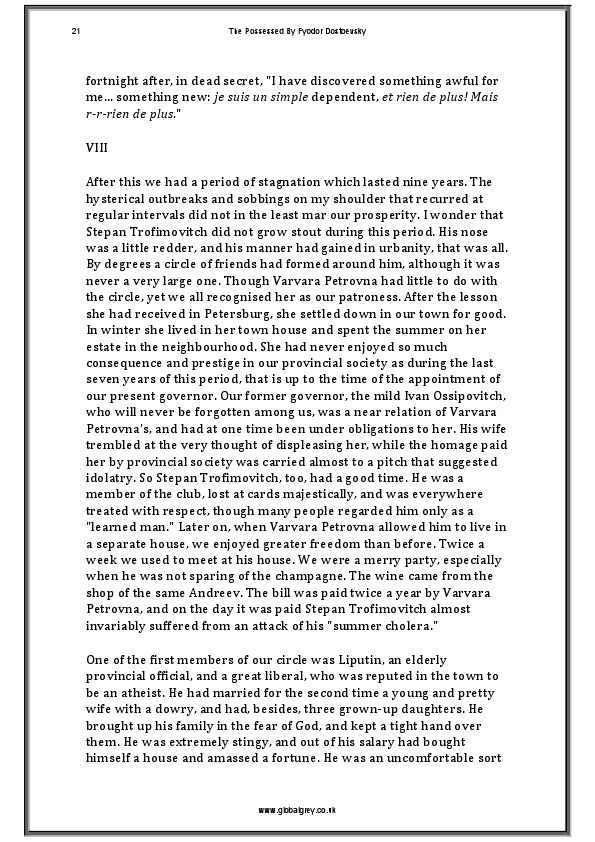 21 The Possessed By Fyodor Dostoevsky
fortnight after, in dead secret, "I have discovered something awful for
me... something new: je suis un simple dependent, et rien de plus! Mais
r-r-rien de plus."
VIII
After this we had a period of stagnation which lasted nine years. The
hysterical outbreaks and sobbings on my shoulder that recurred at
regular intervals did not in the least mar our prosperity. I wonder that
Stepan Trofimovitch did not grow stout during this period. His nose
was a little redder, and his manner had gained in urbanity, that was all.
By degrees a circle of friends had formed around him, although it was
never a very large one. Though Varvara Petrovna had little to do with
the circle, yet we all recognised her as our patroness. After the lesson
she had received in Petersburg, she settled down in our town for good.
In winter she lived in her town house and spent the summer on her
estate in the neighbourhood. She had never enjoyed so much
consequence and prestige in our provincial society as during the last
seven years of this period, that is up to the time of the appointment of
our present governor. Our former governor, the mild Ivan Ossipovitch,
who will never be forgotten among us, was a near relation of Varvara
Petrovna's, and had at one time been under obligations to her. His wife
trembled at the very thought of displeasing her, while the homage paid
her by provincial society was carried almost to a pitch that suggested
idolatry. So Stepan Trofimovitch, too, had a good time. He was a
member of the club, lost at cards majestically, and was everywhere
treated with respect, though many people regarded him only as a
"learned man." Later on, when Varvara Petrovna allowed him to live in
a separate house, we enjoyed greater freedom than before. Twice a
week we used to meet at his house. We were a merry party, especially
when he was not sparing of the champagne. The wine came from the
shop of the same Andreev. The bill was paid twice a year by Varvara
Petrovna, and on the day it was paid Stepan Trofimovitch almost
invariably suffered from an attack of his "summer cholera."
One of the first members of our circle was Liputin, an elderly
provincial official, and a great liberal, who was reputed in the town to
be an atheist. He had married for the second time a young and pretty
wife with a dowry, and had, besides, three grown-up daughters. He
brought up his family in the fear of God, and kept a tight hand over
them. He was extremely stingy, and out of his salary had bought
himself a house and amassed a fortune. He was an uncomfortable sort
www.globalgrey.co.uk